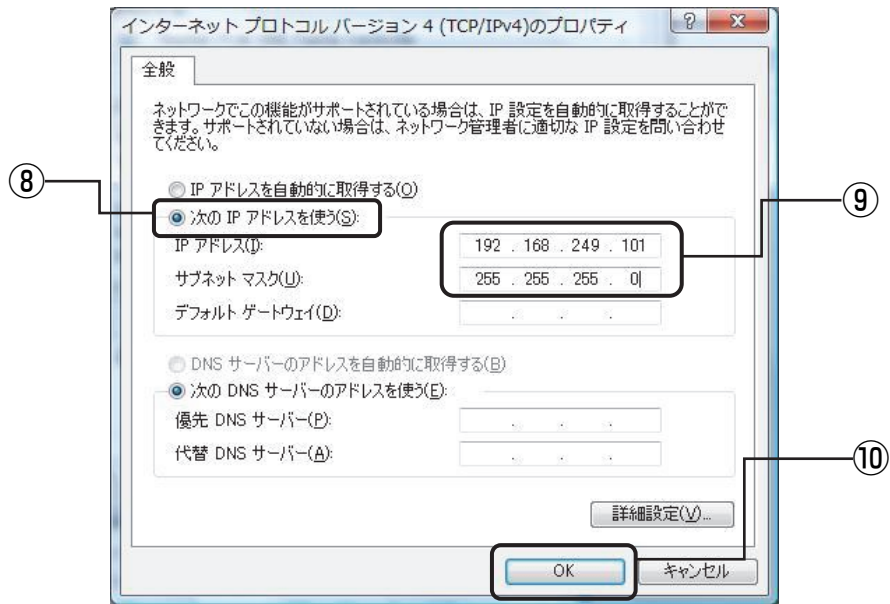 インターネット プロトコル バージョン 4 (TCP/IPv4)のプロパティ
全般
ネットワークでこの機能がサポートされている場合は、IP 設定を自動的に取得することがで
きます。サポートされていない場合は、ネットワーク管理者に適切な IP 設定を問い合わせ
てください。
⑧
IP アドレスを自動的に取得する(O)
次の IP アドレスを使う(S):
⑨
IP アドレス(I): 192 . 168 . 249 . 101
サブネット マスク(U): 255 . 255 . 255 . 0
デフォルト ゲートウェイ(D): . . .
DNS サーバーのアドレスを自動的に取得する(B)
次の DNS サーバーのアドレスを使う(E):
優先 DNS サーバー(P): . . .
代替 DNS サーバー(A): . . .
⑩
詳細設定(V)...
OK キャンセル